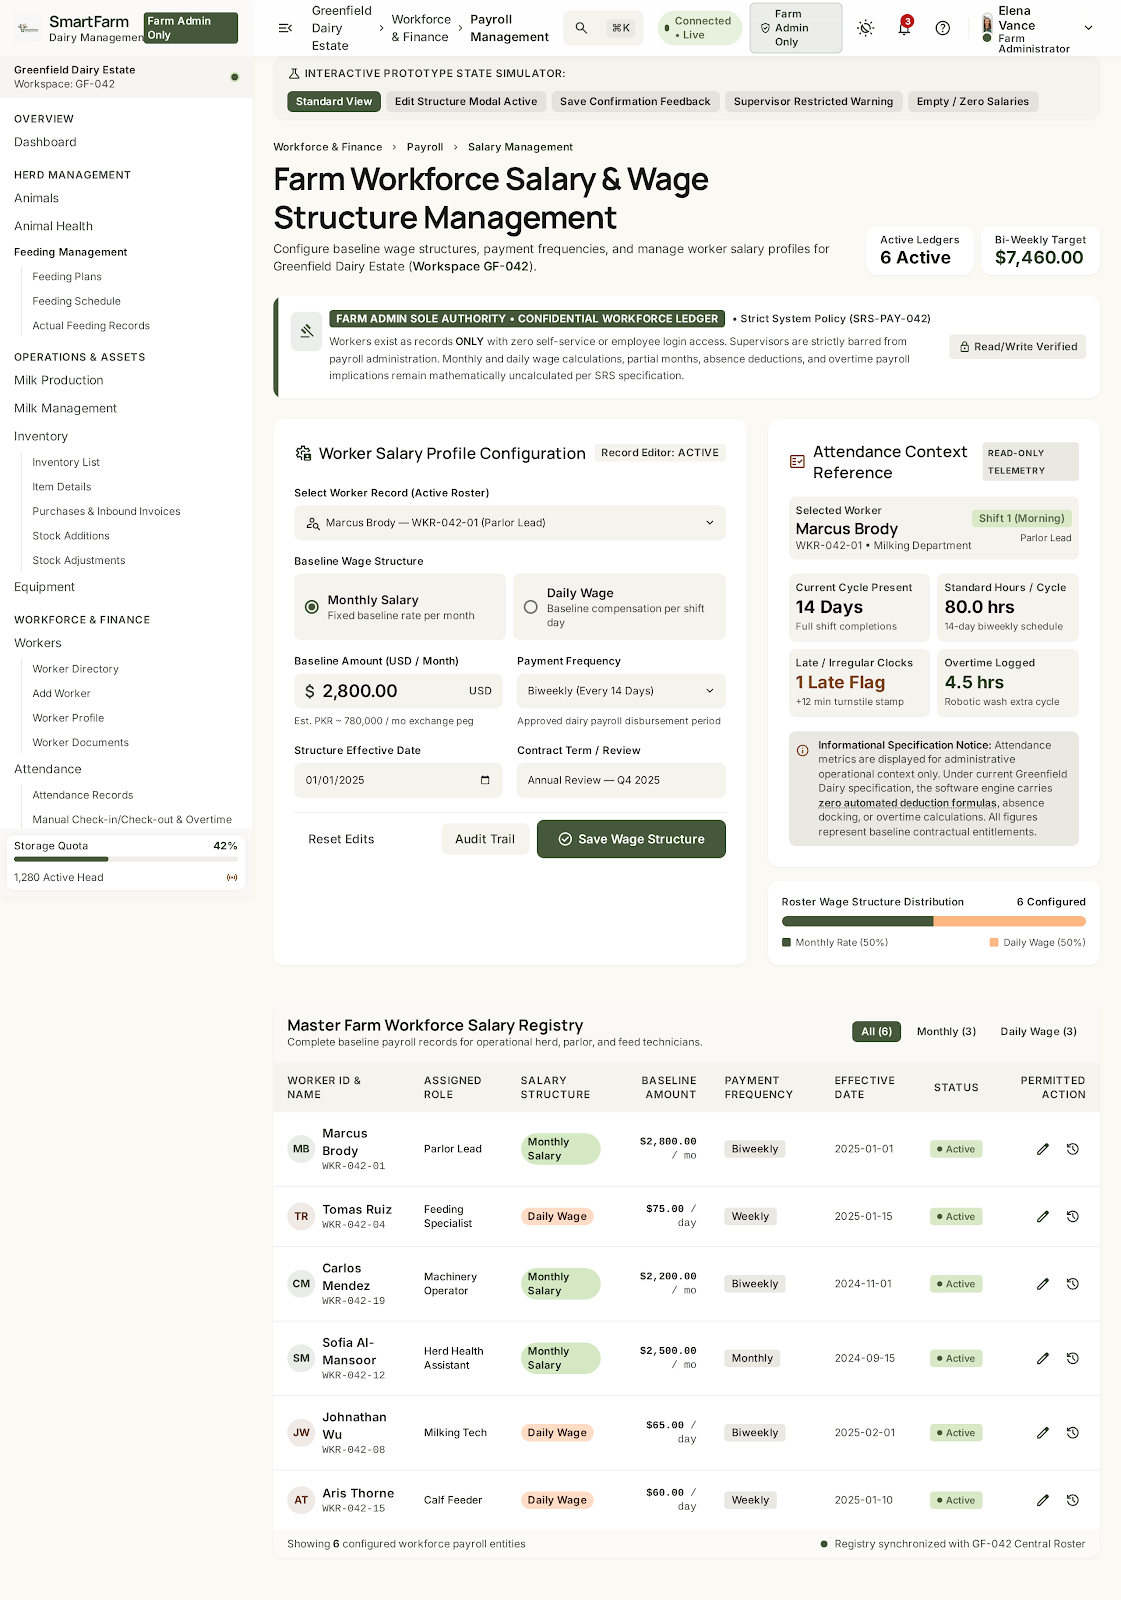 SmartFarm
Dairy Managemen
Farm Admin Only
Greenfield Dairy Estate
Workspace: GF-042
OVERVIEW
Dashboard
HERD MANAGEMENT
Animals
Animal Health
Feeding Management
Feeding Plans
Feeding Schedule
Actual Feeding Records
OPERATIONS & ASSETS
Milk Production
Milk Management
Inventory
Inventory List
Item Details
Purchases & Inbound Invoices
Stock Additions
Stock Adjustments
Equipment
WORKFORCE & FINANCE
Workers
Worker Directory
Add Worker
Worker Profile
Worker Documents
Attendance
Attendance Records
Manual Check-in/Check-out & Overtime
Storage Quota 42%
1,280 Active Head
Greenfield Dairy Estate
Workforce & Finance
Payroll Management
⌘K
Connected • Live
Farm Admin Only
3
Elena Vance
Farm Administrator
INTERACTIVE PROTOTYPE STATE SIMULATOR:
Standard View
Edit Structure Modal Active
Save Confirmation Feedback
Supervisor Restricted Warning
Empty / Zero Salaries
Workforce & Finance › Payroll › Salary Management
Farm Workforce Salary & Wage
Structure Management
Configure baseline wage structures, payment frequencies, and manage worker salary profiles for
Greenfield Dairy Estate (Workspace GF-042).
Active Ledgers
6 Active
Bi-Weekly Target
$7,460.00
FARM ADMIN SOLE AUTHORITY • CONFIDENTIAL WORKFORCE LEDGER • Strict System Policy (SRS-PAY-042)
Workers exist as records ONLY with zero self-service or employee login access. Supervisors are strictly barred from
payroll administration. Monthly and daily wage calculations, partial months, absence deductions, and overtime payroll
implications remain mathematically uncalculated per SRS specification.
Read/Write Verified
Worker Salary Profile Configuration
Record Editor: ACTIVE
Select Worker Record (Active Roster)
Marcus Brody — WKR-042-01 (Parlor Lead)
Baseline Wage Structure
Monthly Salary
Fixed baseline rate per month
Daily Wage
Baseline compensation per shift
day
Baseline Amount (USD / Month)
$ 2,800.00 USD
Est. PKR ~ 780,000 / mo exchange peg
Payment Frequency
Biweekly (Every 14 Days)
Approved dairy payroll disbursement period
Structure Effective Date
01/01/2025
Contract Term / Review
Annual Review — Q4 2025
Reset Edits
Audit Trail
Save Wage Structure
Attendance Context
Reference
READ-ONLY
TELEMETRY
Selected Worker
Marcus Brody
WKR-042-01 • Milking Department
Shift 1 (Morning)
Parlor Lead
Current Cycle Present
14 Days
Full shift completions
Standard Hours / Cycle
80.0 hrs
14-day biweekly schedule
Late / Irregular Clocks
1 Late Flag
+12 min turnstile stamp
Overtime Logged
4.5 hrs
Robotic wash extra cycle
Informational Specification Notice: Attendance
metrics are displayed for administrative
operational context only. Under current Greenfield
Dairy specification, the software engine carries
zero automated deduction formulas, absence
docking, or overtime calculations. All figures
represent baseline contractual entitlements.
Roster Wage Structure Distribution 6 Configured
Monthly Rate (50%) Daily Wage (50%)
Master Farm Workforce Salary Registry
Complete baseline payroll records for operational herd, parlor, and feed technicians.
All (6) Monthly (3) Daily Wage (3)
WORKER ID & NAME ASSIGNED ROLE SALARY STRUCTURE BASELINE AMOUNT PAYMENT FREQUENCY EFFECTIVE DATE STATUS PERMITTED ACTION
MB Marcus Brody WKR-042-01 Parlor Lead Monthly Salary $2,800.00 / mo Biweekly 2025-01-01 • Active
TR Tomas Ruiz WKR-042-04 Feeding Specialist Daily Wage $75.00 / day Weekly 2025-01-15 • Active
CM Carlos Mendez WKR-042-19 Machinery Operator Monthly Salary $2,200.00 / mo Biweekly 2024-11-01 • Active
SM Sofia Al-Mansoor WKR-042-12 Herd Health Assistant Monthly Salary $2,500.00 / mo Monthly 2024-09-15 • Active
JW Johnathan Wu WKR-042-08 Milking Tech Daily Wage $65.00 / day Biweekly 2025-02-01 • Active
AT Aris Thorne WKR-042-15 Calf Feeder Daily Wage $60.00 / day Weekly 2025-01-10 • Active
Showing 6 configured workforce payroll entities
Registry synchronized with GF-042 Central Roster